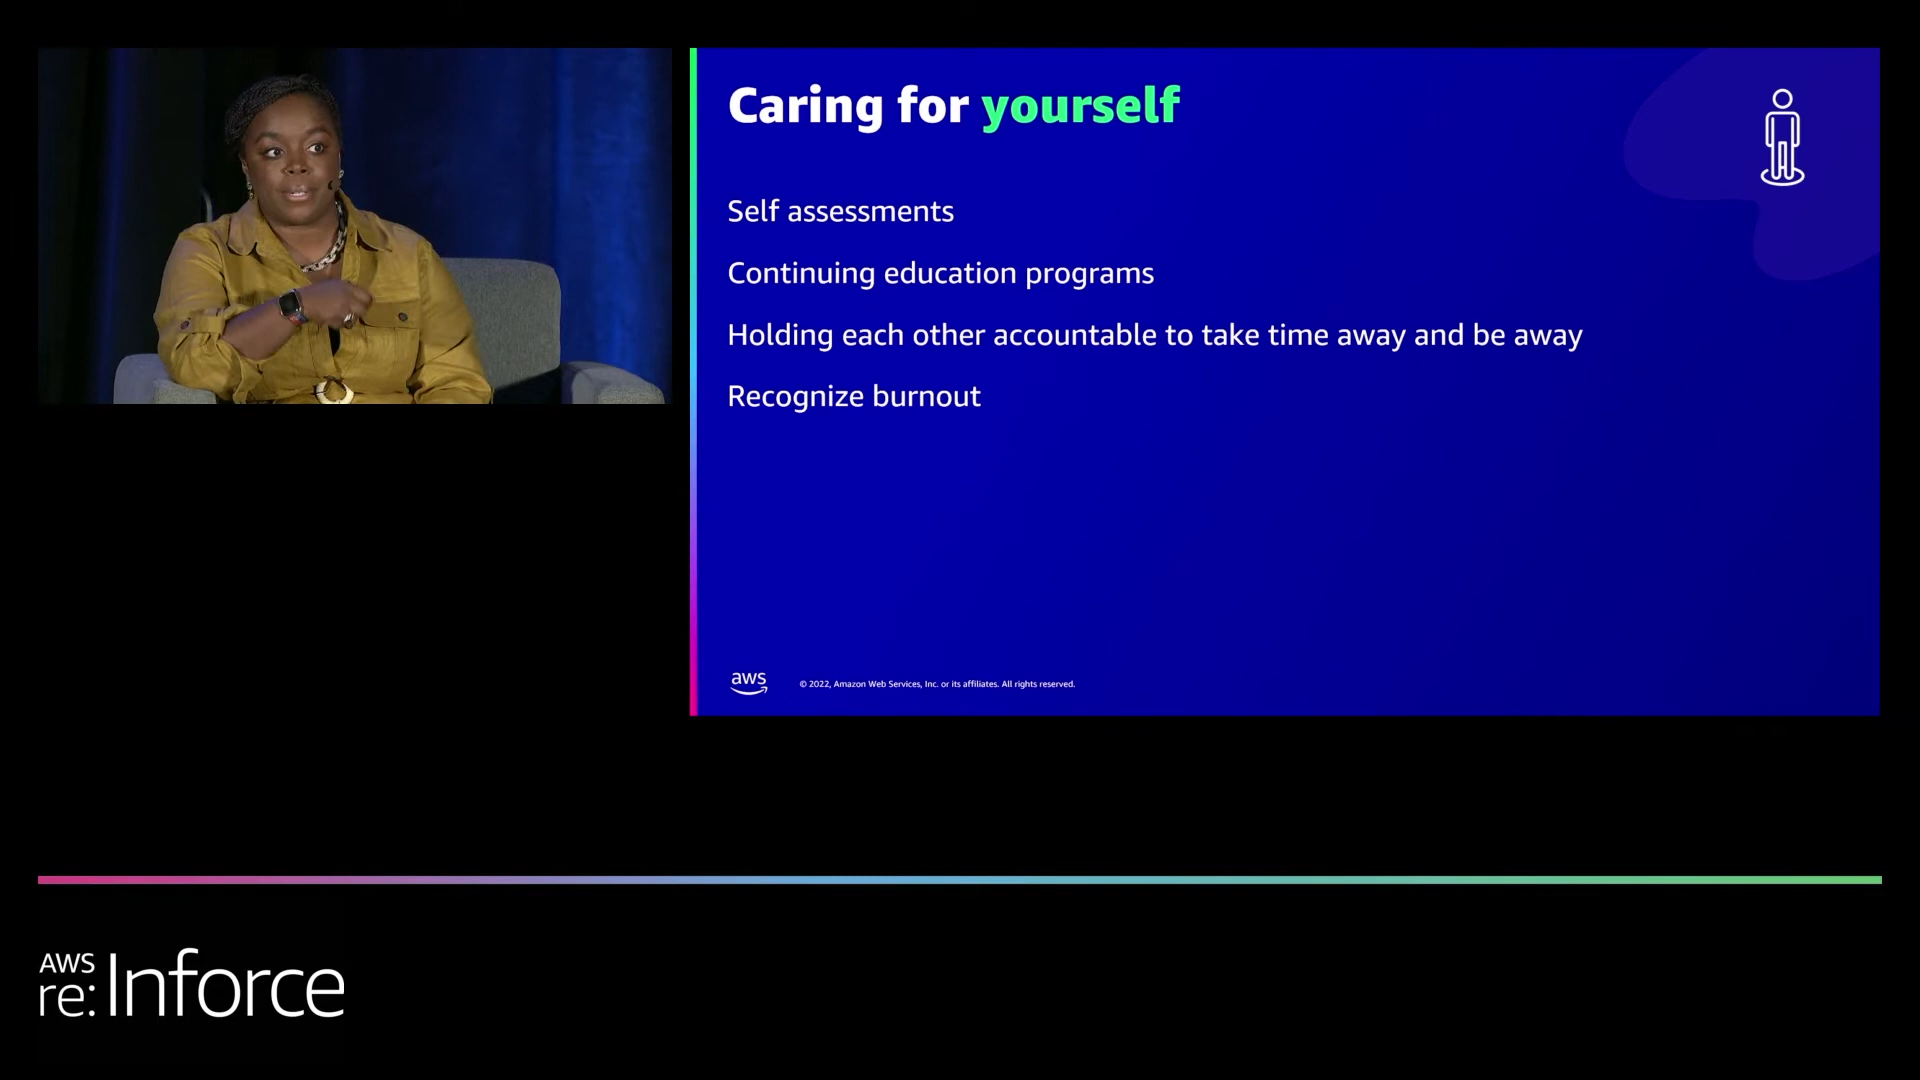 Caring for yourself
Self assessments
Continuing education programs
Holding each other accountable to take time away and be away
Recognize burnout
aws
© 2022, Amazon Web Services, Inc. or its affiliates. All rights reserved.
AWS
re:Inforce